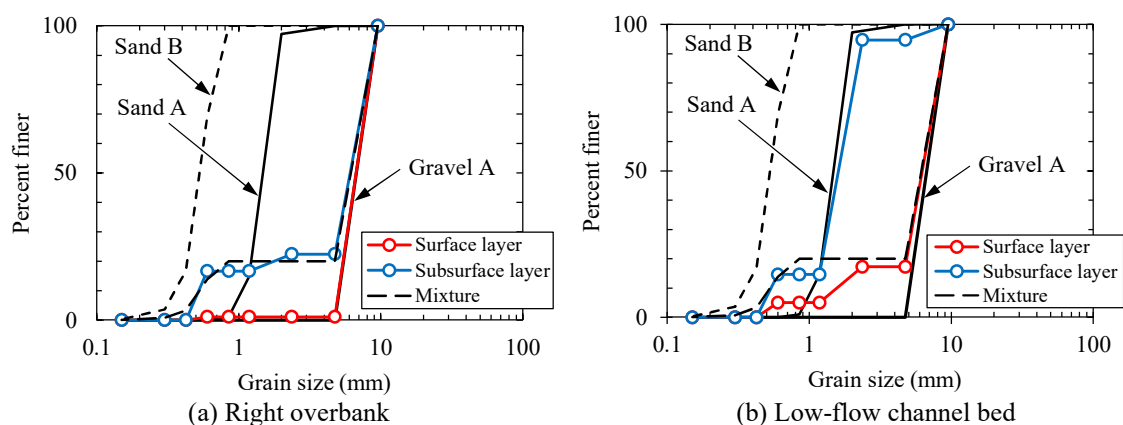 100
50
0
0.1
1
10
100
Percent finer
Grain size (mm)
Sand B
Sand A
Gravel A
Surface layer
Subsurface layer
Mixture
(a) Right overbank
100
50
0
0.1
1
10
100
Percent finer
Grain size (mm)
Sand B
Sand A
Gravel A
Surface layer
Subsurface layer
Mixture
(b) Low-flow channel bed